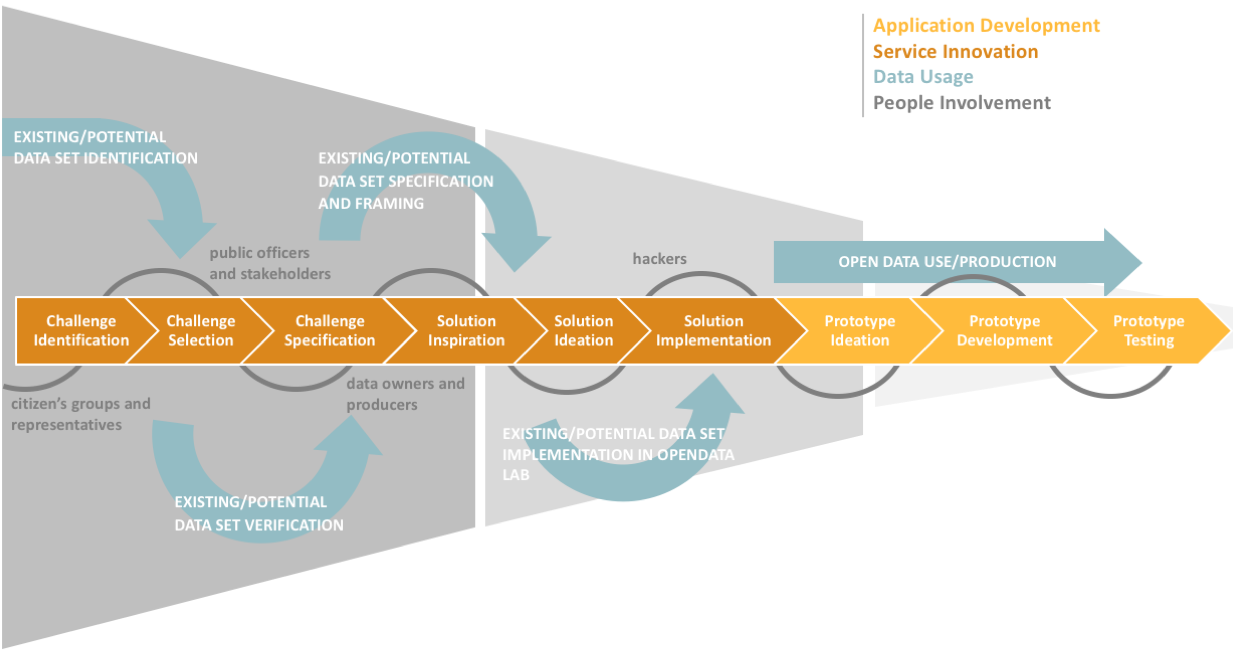 Application Development
Service Innovation
Data Usage
People Involvement
EXISTING/POTENTIAL
DATA SET IDENTIFICATION
EXISTING/POTENTIAL
DATA SET SPECIFICATION
AND FRAMING
public officers
and stakeholders
hackers
OPEN DATA USE/PRODUCTION
Challenge
Identification
Challenge
Selection
Challenge
Specification
Solution
Inspiration
Solution
Ideation
Solution
Implementation
Prototype
Ideation
Prototype
Development
Prototype
Testing
citizen's groups and
representatives
data owners and
producers
EXISTING/POTENTIAL DATA SET
IMPLEMENTATION IN OPENDATA
LAB
EXISTING/POTENTIAL
DATA SET VERIFICATION